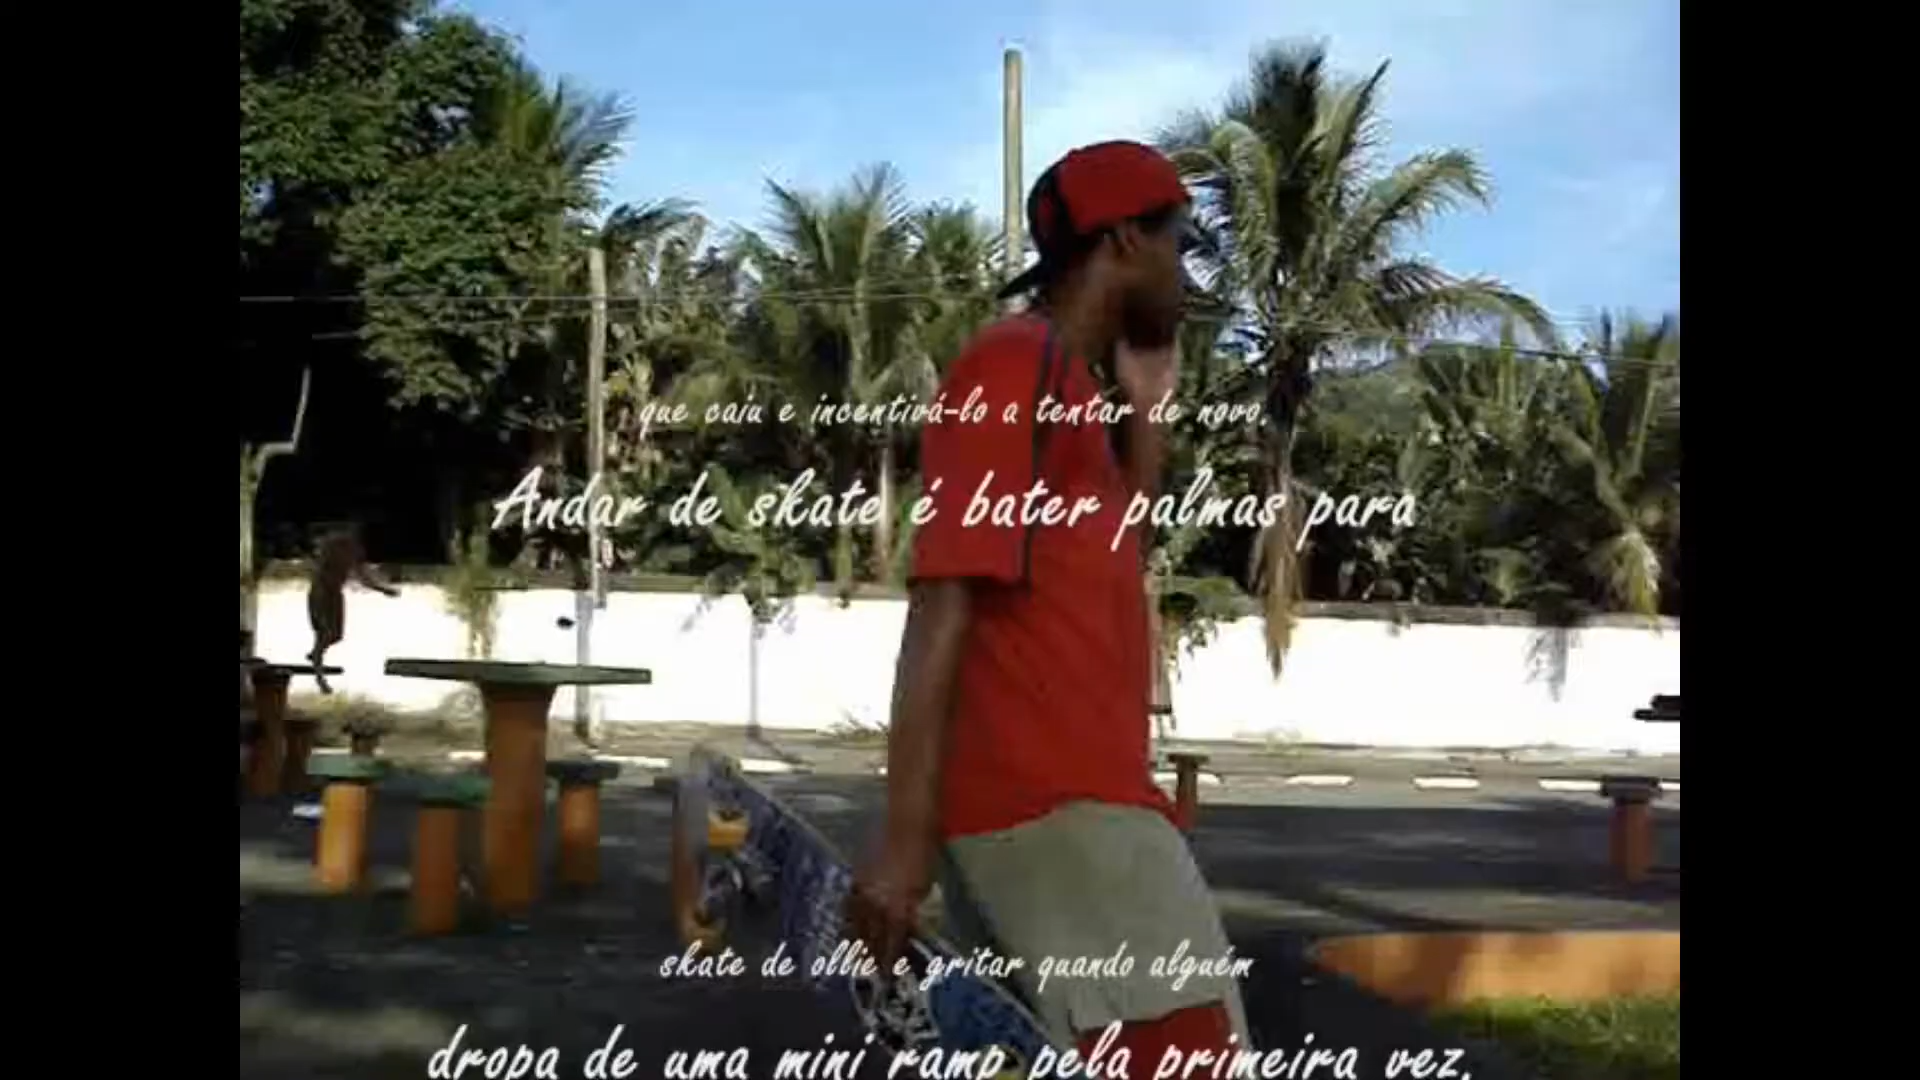 que caiu e incentivá-lo a tentar de novo.
Andar de skate é bater palmas para
skate de ollie e gritar quando alguém
dropa de uma mini ramp pela primeira vez.